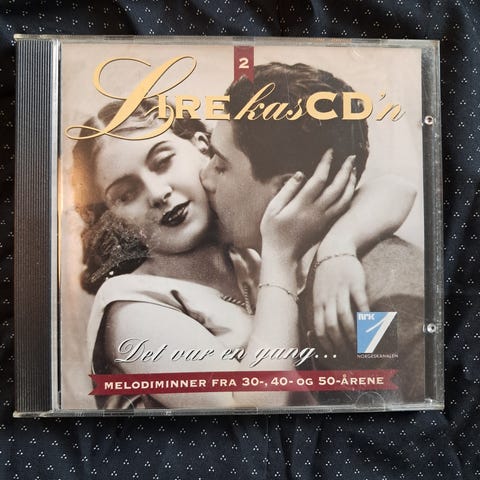 2
LIREkasCD'n
Det var en gang...
NRK
1
NORGESKANALEN
MELODIMINNER FRA 30-, 40- OG 50-ÅRENE